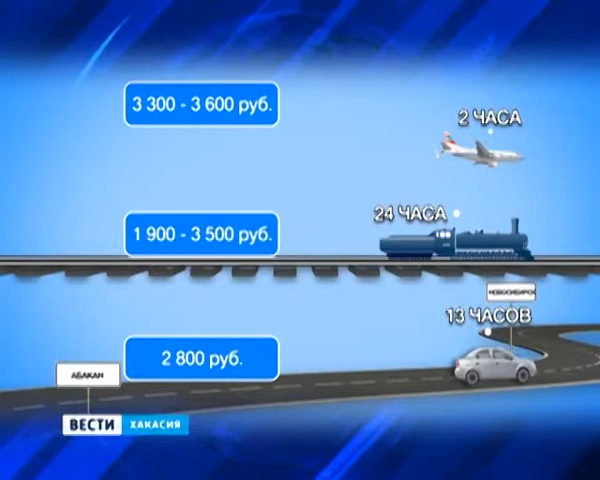 3 300 - 3 600 руб.
2 ЧАСА
24 ЧАСА
1 900 - 3 500 руб.
НОВОСИБИРСК
13 ЧАСОВ
2 800 руб.
АБАКАН
ВЕСТИ ХАКАСИЯ